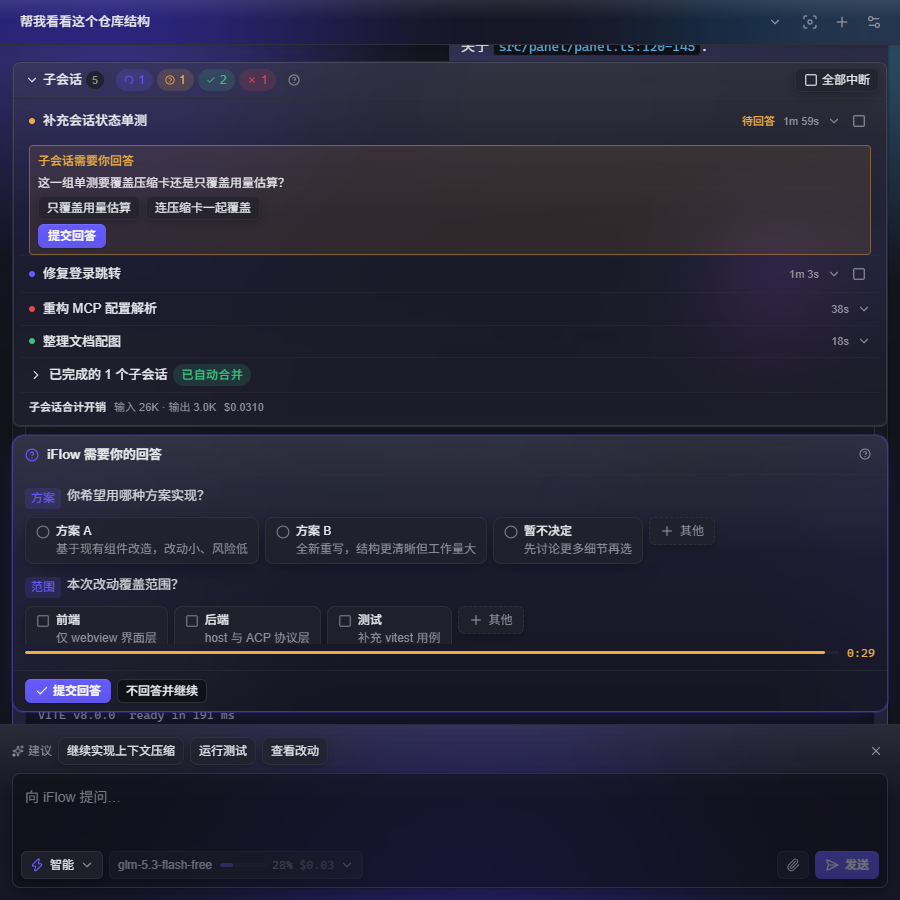 帮我看看这个仓库结构
关于 src/panel/panel.ts:120-145 .
子会话 5 1 1 2 1 全部中断
补充会话状态单测 待回答 1m 59s
子会话需要你回答
这一组单测要覆盖压缩卡还是只覆盖用量估算?
只覆盖用量估算 连压缩卡一起覆盖
提交回答
修复登录跳转 1m 3s
重构 MCP 配置解析 38s
整理文档配图 18s
已完成的 1 个子会话 已自动合并
子会话合计开销 输入 26K · 输出 3.0K $0.0310
iFlow 需要你的回答
方案 你希望用哪种方案实现?
方案 A 方案 B 暂不决定 其他
基于现有组件改造，改动小、风险低 全新重写，结构更清晰但工作量大 先讨论更多细节再选
范围 本次改动覆盖范围?
前端 后端 测试 其他
仅 webview 界面层 host 与 ACP 协议层 补充 vitest 用例
0:29
提交回答 不回答并继续
VITE v8.0.0 ready in 191 ms
建议 继续实现上下文压缩 运行测试 查看改动
向 iFlow 提问…
智能 glm-5.3-flash-free 28% $0.03 发送